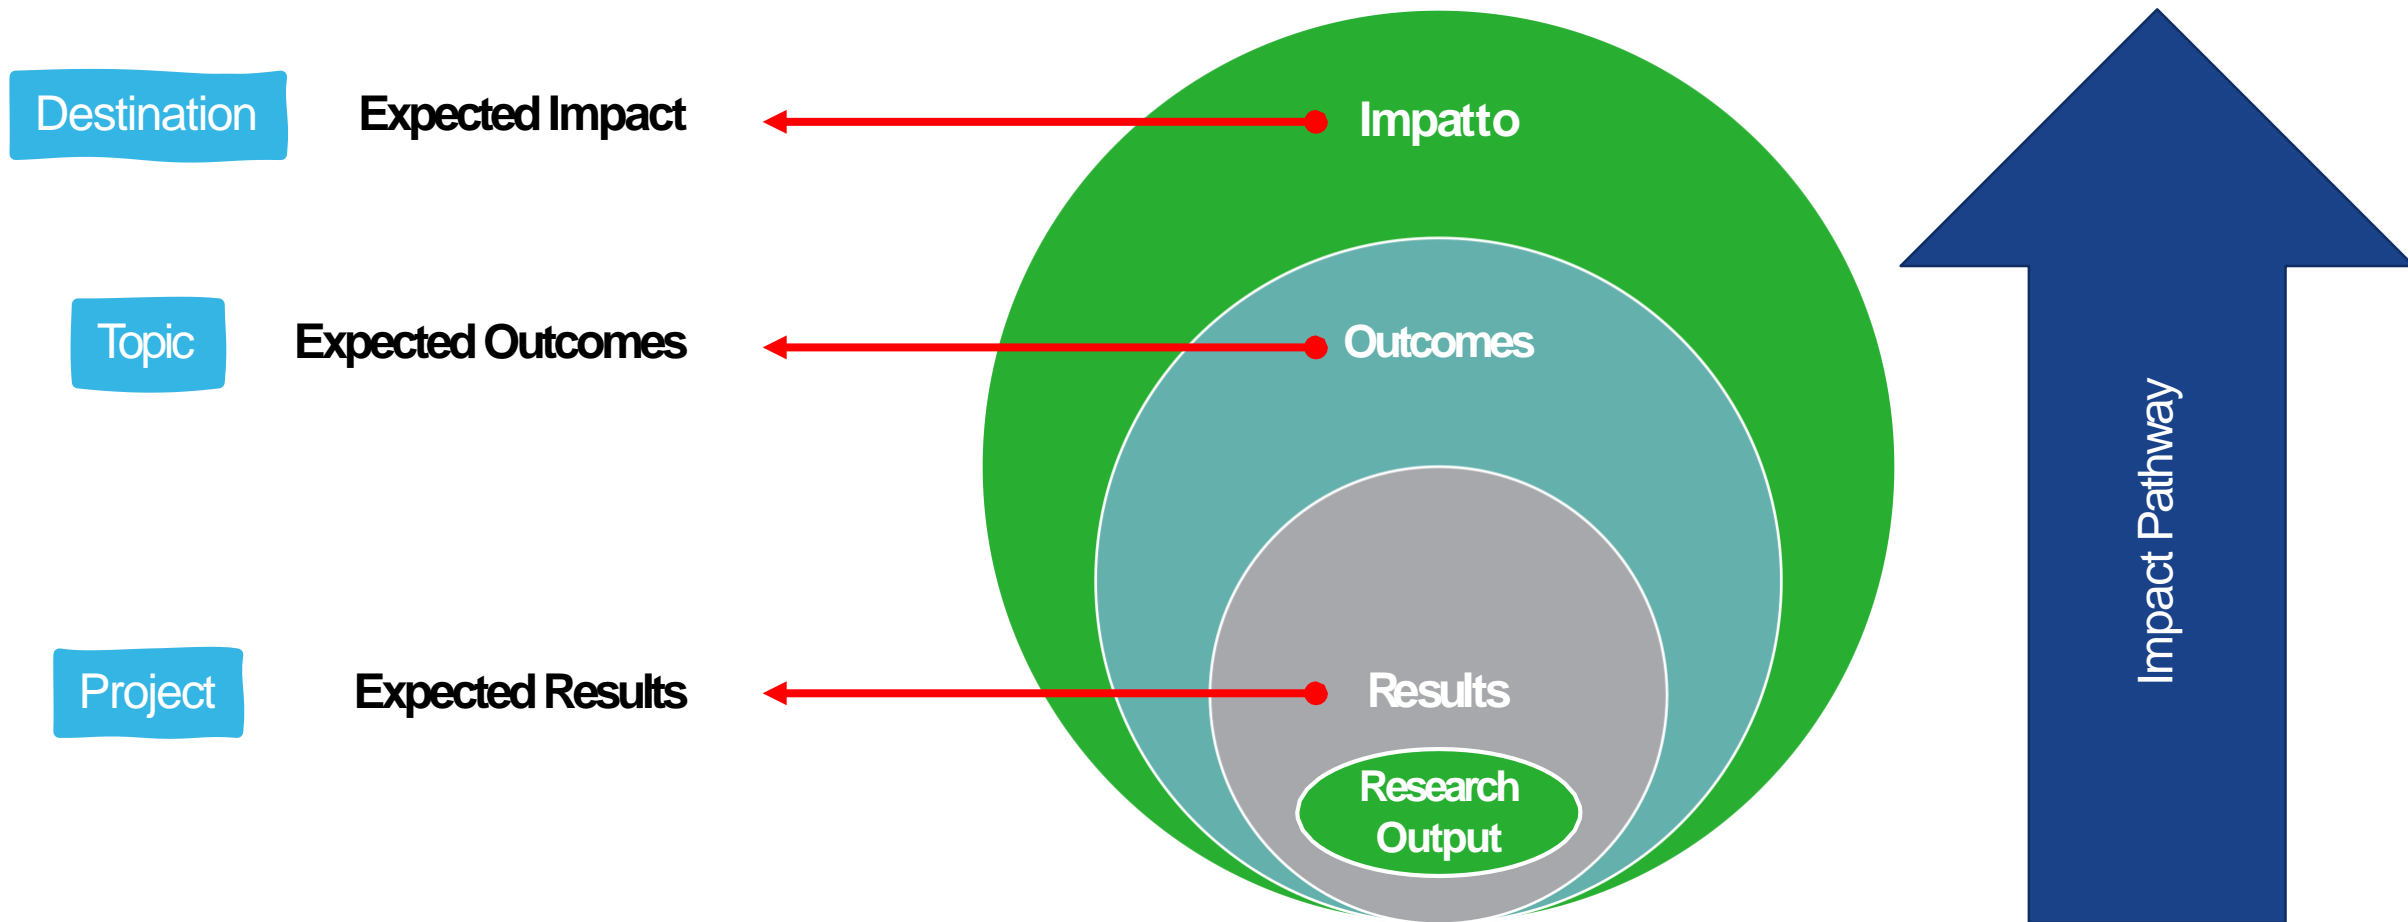 Destination
Expected Impact
Impatto
Topic
Expected Outcomes
Outcomes
Project
Expected Results
Results
Research
Output
Impact Pathway